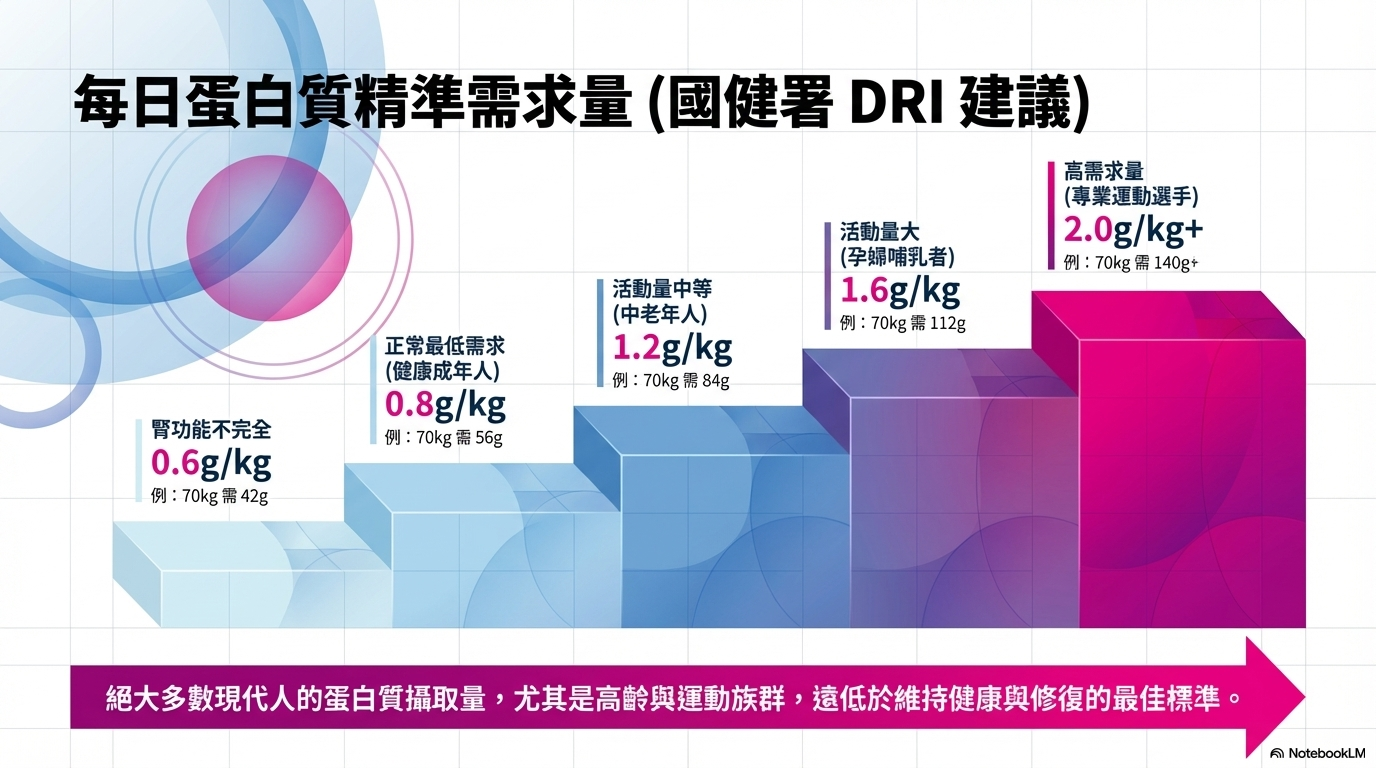 每日蛋白質精準需求量 (國健署 DRI 建議)
腎功能不完全
0.6g/kg
例：70kg 需 42g
正常最低需求
(健康成年人)
0.8g/kg
例：70kg 需 56g
活動量中等
(中老年人)
1.2g/kg
例：70kg 需 84g
活動量大
(孕婦哺乳者)
1.6g/kg
例：70kg 需 112g
高需求量
(專業運動選手)
2.0g/kg+
例：70kg 需 140g+
絕大多數現代人的蛋白質攝取量，尤其是高齡與運動族群，遠低於維持健康與修復的最佳標準。
NotebookLM